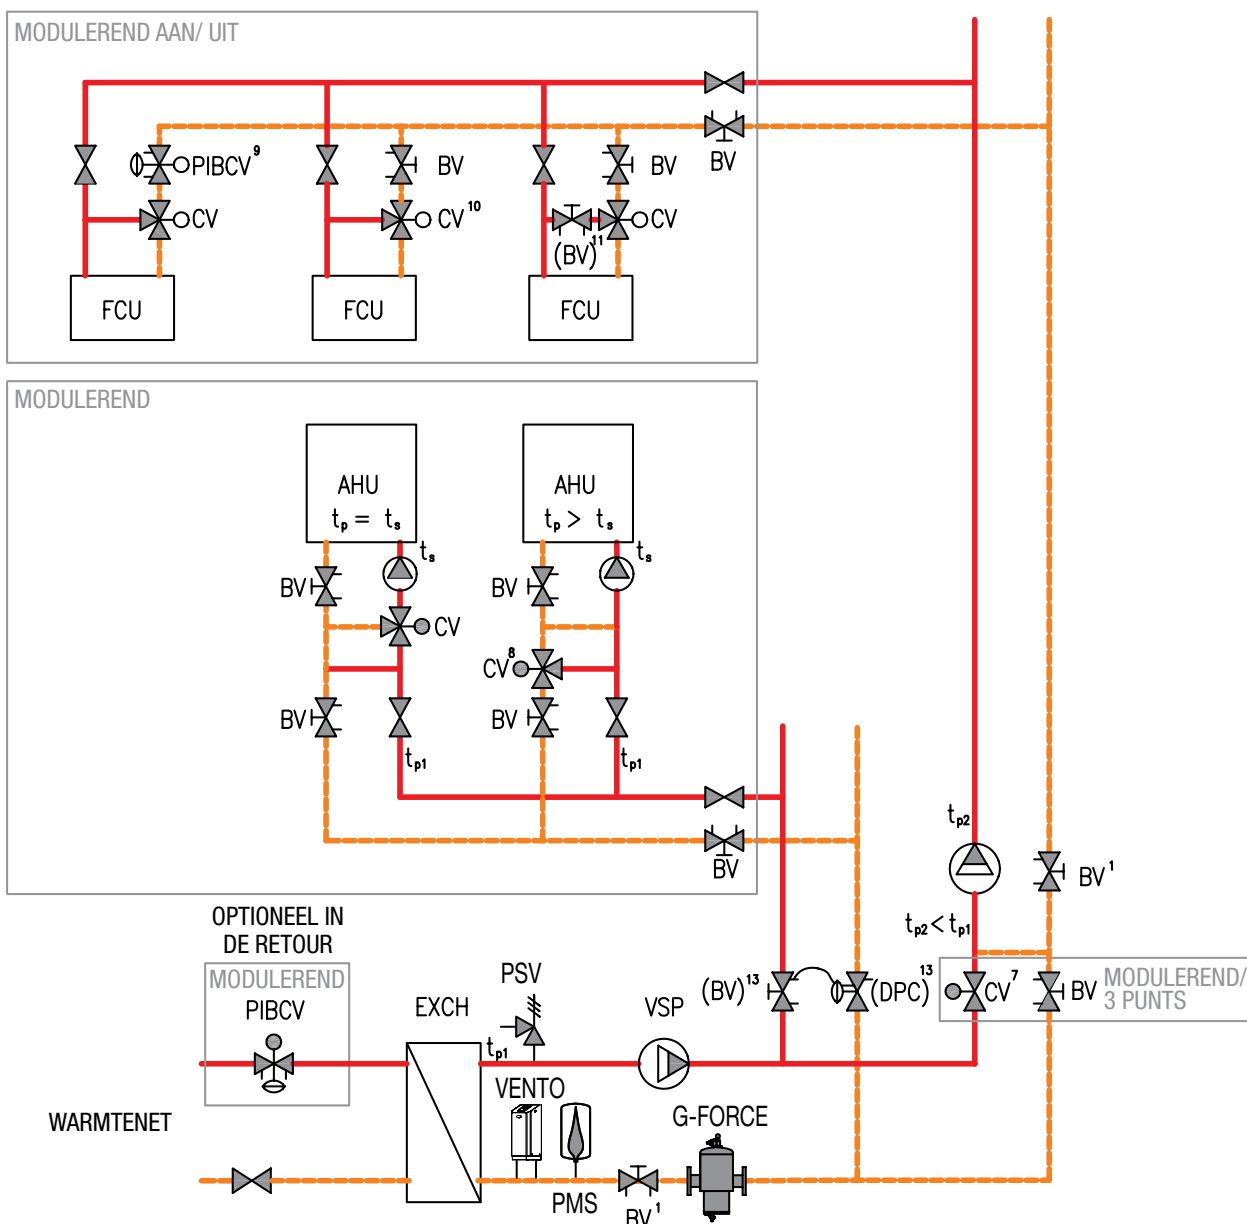 MODULEREND AAN/ UIT
BV
PIBCV⁹
BV
BV
CV
CV¹⁰
(BV)¹¹
CV
FCU
FCU
FCU
MODULEREND
AHU
tₚ = tₛ
AHU
tₚ > tₛ
tₛ
tₛ
BV
BV
CV
CV⁸
BV
BV
tₚ₁
tₚ₁
BV
tₚ₂
BV¹
tₚ₂ < tₚ₁
OPTIONEEL IN
DE RETOUR
MODULEREND
PIBCV
EXCH
PSV
VSP
(BV)¹³
(DPC)¹³
CV⁷
BV
MODULEREND/
3 PUNTS
tₚ₁
VENTO
G-FORCE
WARMTENET
PMS
BV¹